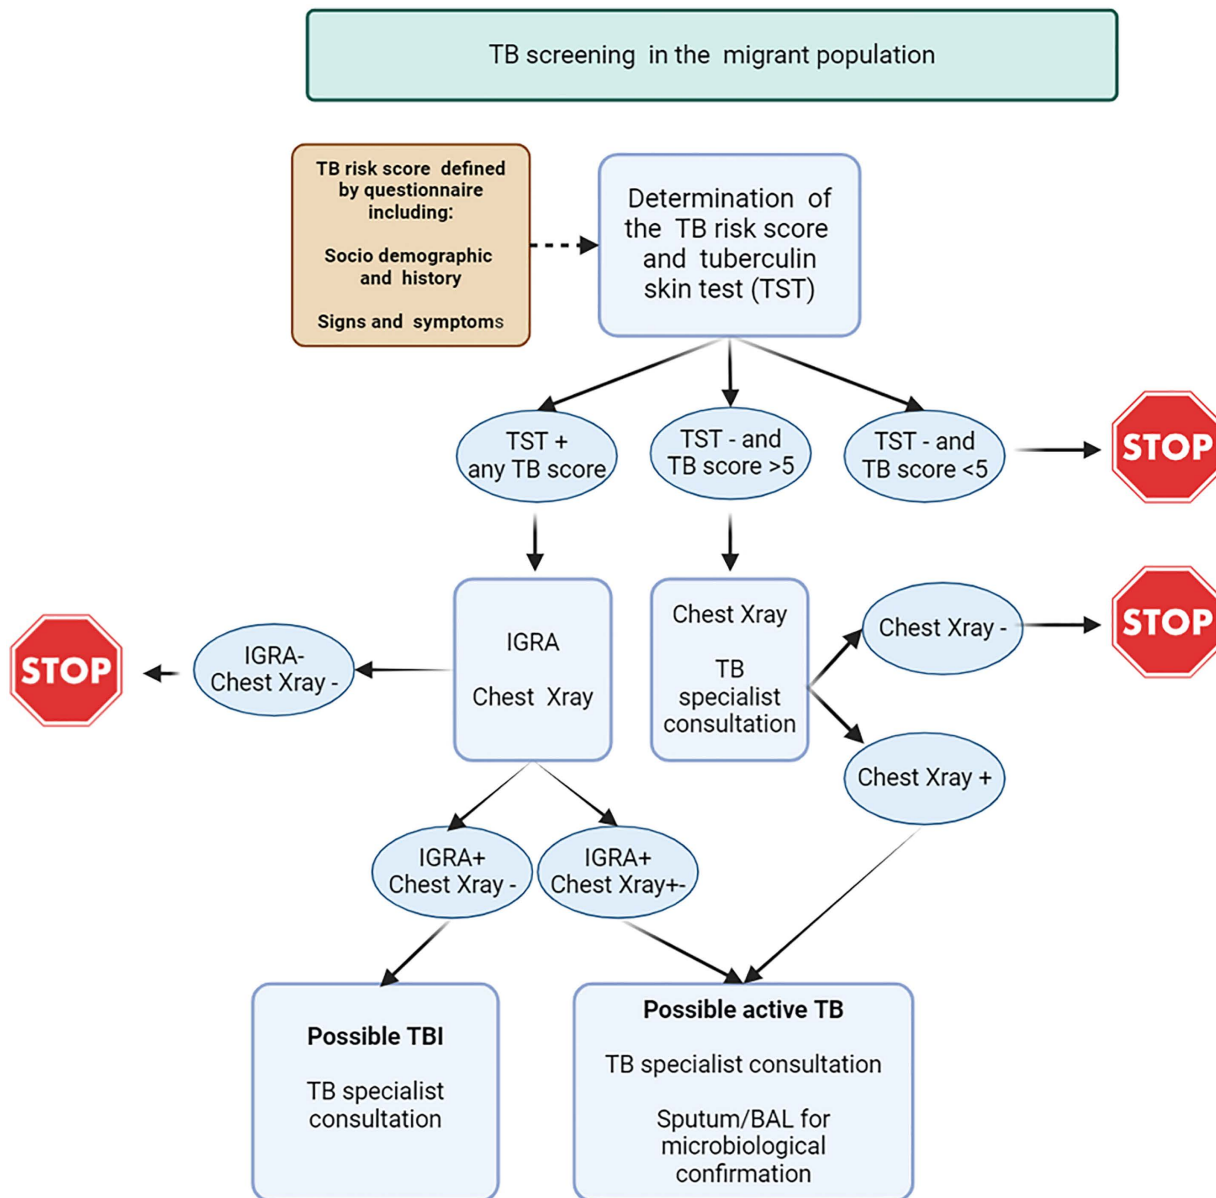 TB screening in the migrant population
TB risk score defined
by questionnaire
including:
Socio demographic
and history
Signs and symptoms
Determination of
the TB risk score
and tuberculin
skin test (TST)
TST +
any TB score
TST - and
TB score >5
TST - and
TB score <5
STOP
IGRA
Chest Xray
Chest Xray
TB
specialist
consultation
Chest Xray -
STOP
STOP
IGRA-
Chest Xray -
Chest Xray +
IGRA+
Chest Xray -
IGRA+
Chest Xray+-
Possible TBI
TB specialist
consultation
Possible active TB
TB specialist consultation
Sputum/BAL for
microbiological
confirmation